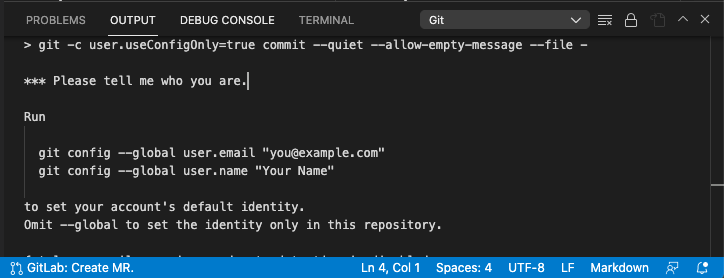 PROBLEMS OUTPUT DEBUG CONSOLE TERMINAL Git
> git -c user.useConfigOnly=true commit --quiet --allow-empty-message --file -
*** Please tell me who you are.
Run
git config --global user.email "you@example.com"
git config --global user.name "Your Name"
to set your account's default identity.
Omit --global to set the identity only in this repository.
GitLab: Create MR. Ln 4, Col 1 Spaces: 4 UTF-8 LF Markdown